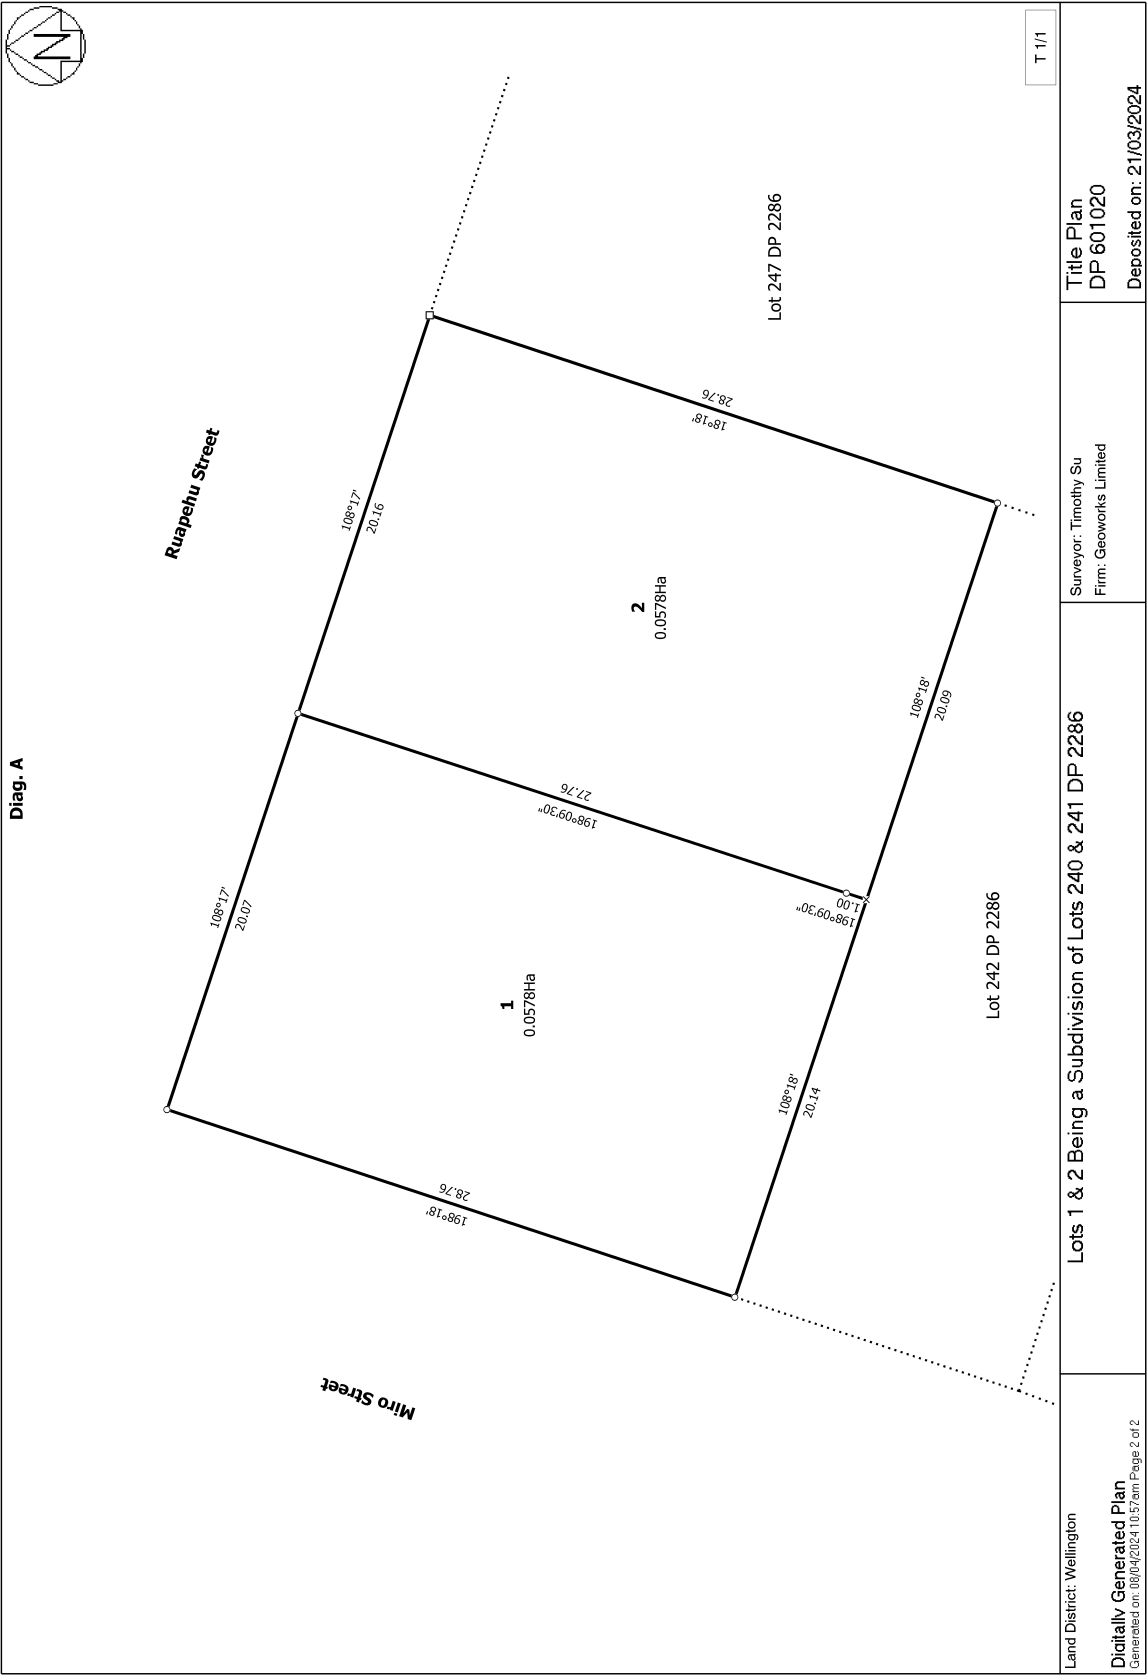 Diag. A
N
Ruapehu Street
Miro Street
108°17'
20.07
108°17'
20.16
198°18'
28.76
1
0.0578Ha
198°09'30"
27.76
2
0.0578Ha
18°18'
28.76
198°09'30"
1.00
108°18'
20.14
108°18'
20.09
Lot 247 DP 2286
Lot 242 DP 2286
T 1/1
Land District: Wellington
Digitally Generated Plan
Generated on: 08/04/2024 10:57am Page 2 of 2
Lots 1 & 2 Being a Subdivision of Lots 240 & 241 DP 2286
Surveyor: Timothy Su
Firm: Geoworks Limited
Title Plan
DP 601020
Deposited on: 21/03/2024